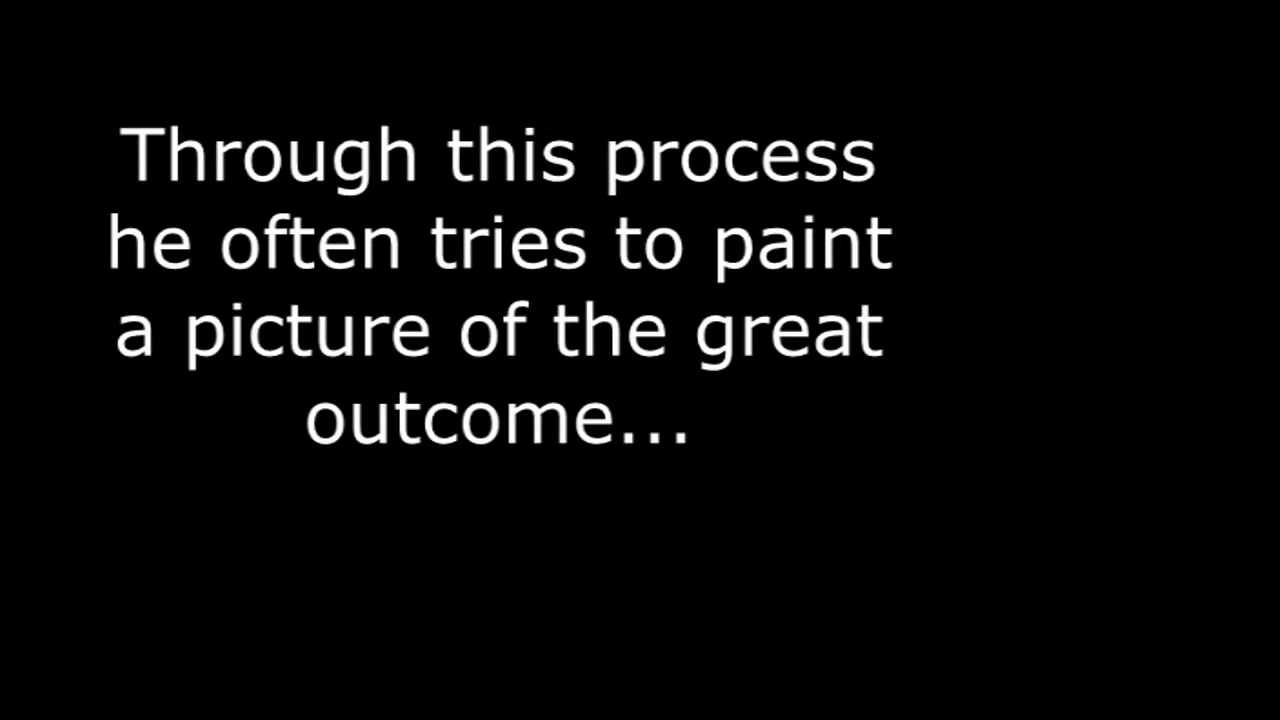 Through this process
he often tries to paint
a picture of the great
outcome...